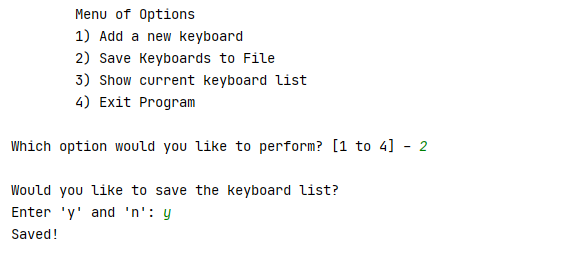 Menu of Options
1) Add a new keyboard
2) Save Keyboards to File
3) Show current keyboard list
4) Exit Program
Which option would you like to perform? [1 to 4] - 2
Would you like to save the keyboard list?
Enter 'y' and 'n': y
Saved!